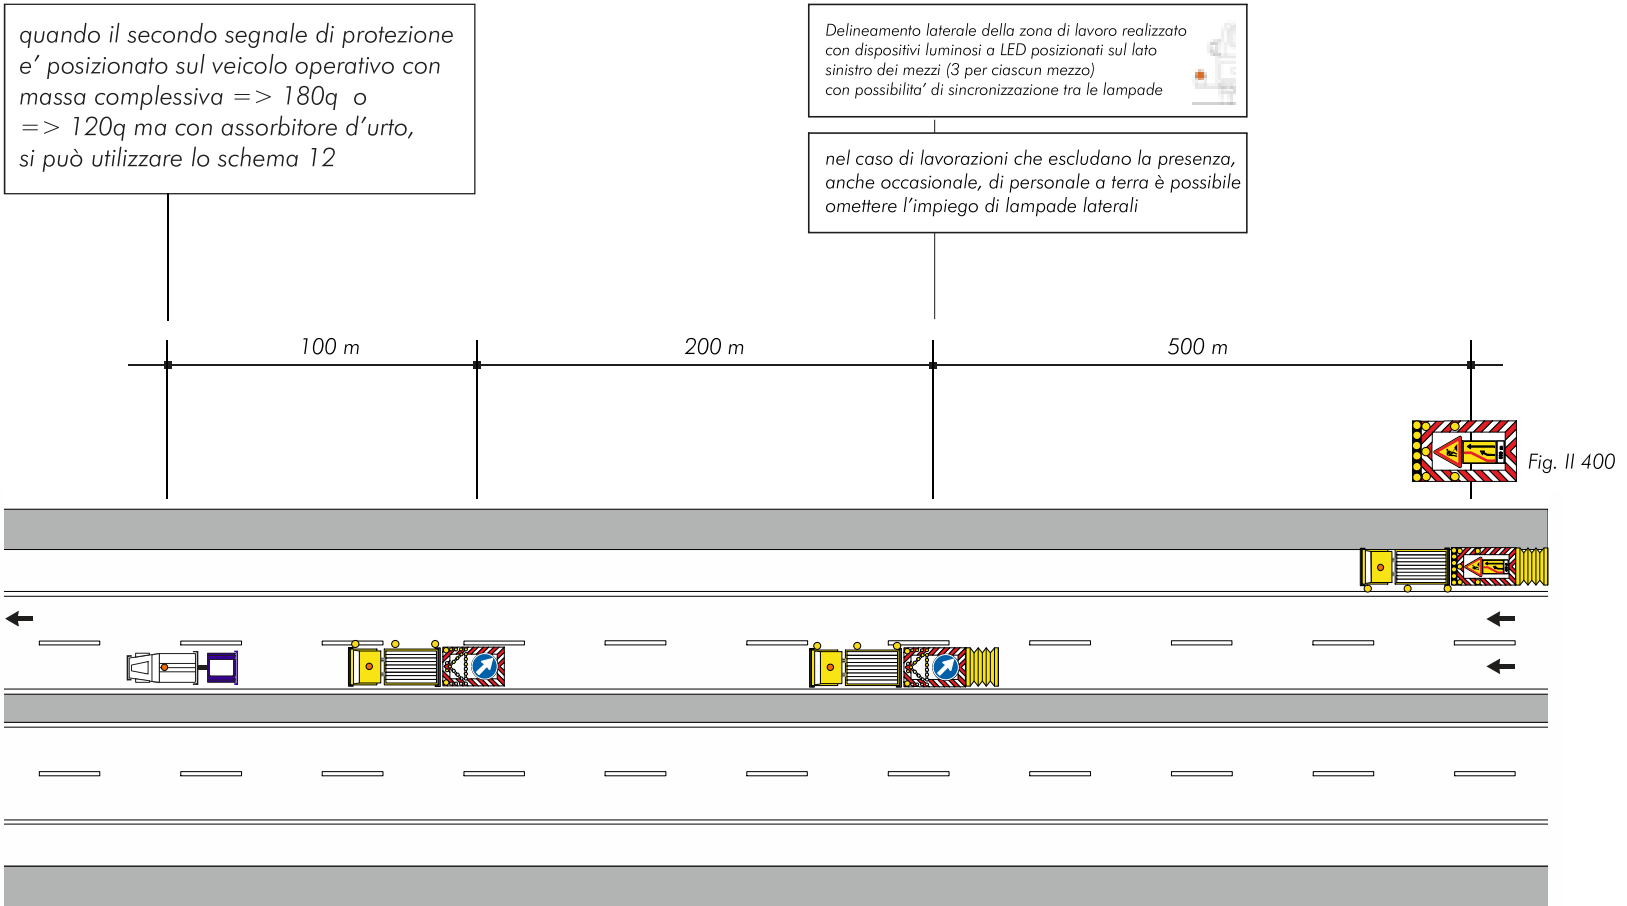 quando il secondo segnale di protezione
e' posizionato sul veicolo operativo con
massa complessiva => 180q o
=> 120q ma con assorbitore d'urto,
si può utilizzare lo schema 12
Delineamento laterale della zona di lavoro realizzato
con dispositivi luminosi a LED posizionati sul lato
sinistro dei mezzi (3 per ciascun mezzo)
con possibilita' di sincronizzazione tra le lampade
nel caso di lavorazioni che escludano la presenza,
anche occasionale, di personale a terra è possibile
omettere l'impiego di lampade laterali
100 m
200 m
500 m
Fig. II 400